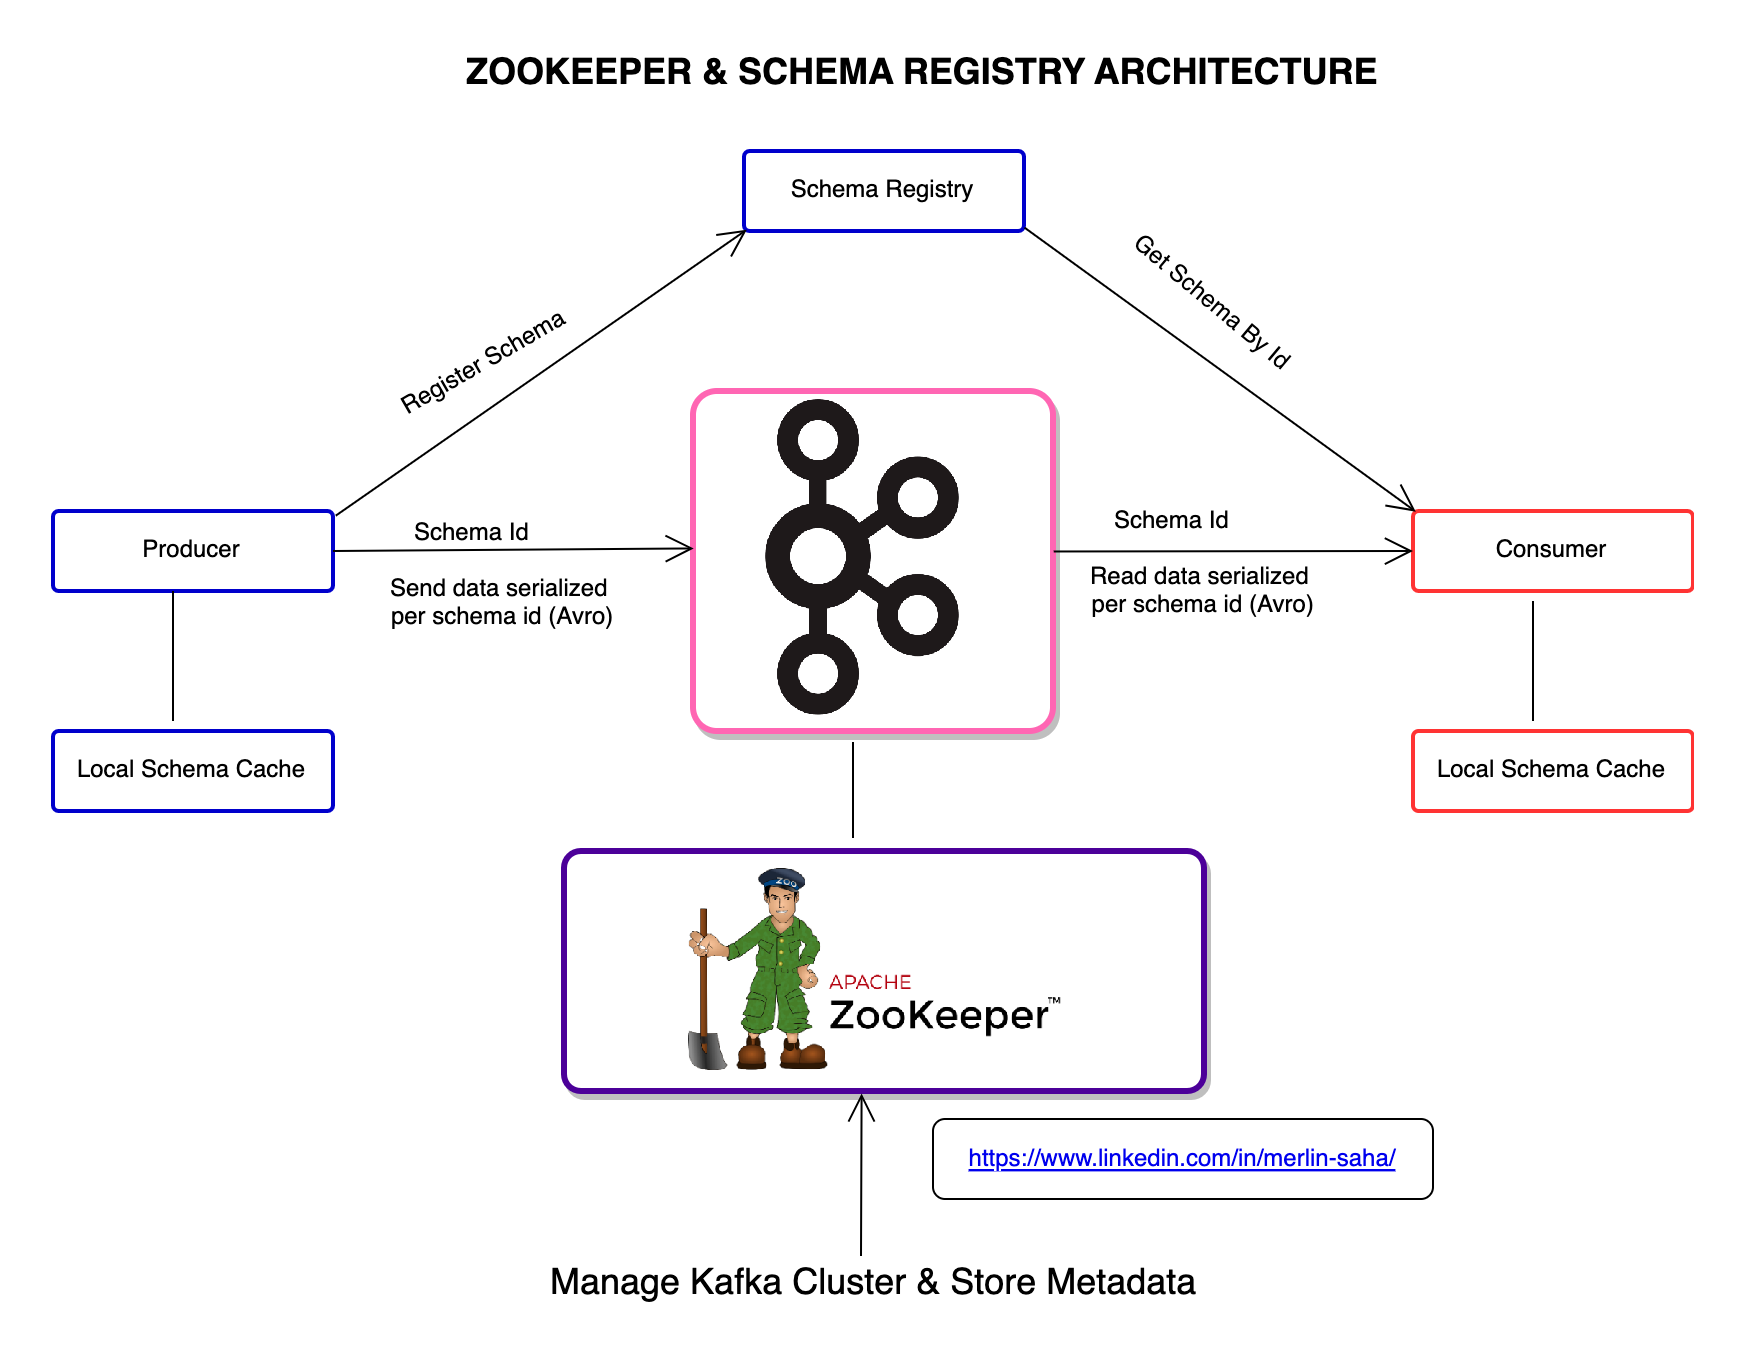 ZOOKEEPER & SCHEMA REGISTRY ARCHITECTURE
Schema Registry
Register Schema
Get Schema By Id
Producer
Schema Id
Send data serialized
per schema id (Avro)
Schema Id
Read data serialized
per schema id (Avro)
Consumer
Local Schema Cache
Local Schema Cache
ZOO
APACHE
ZooKeeper™
https://www.linkedin.com/in/merlin-saha/
Manage Kafka Cluster & Store Metadata